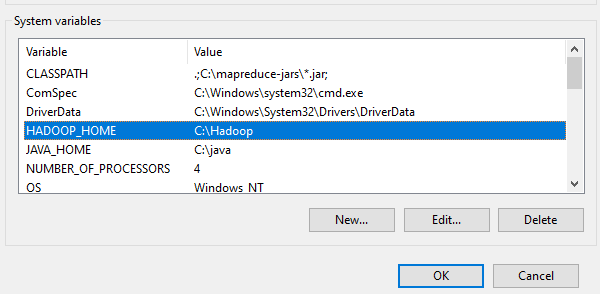 System variables
Variable Value
CLASSPATH .;C:\mapreduce-jars\*.jar;
ComSpec C:\Windows\system32\cmd.exe
DriverData C:\Windows\System32\Drivers\DriverData
HADOOP_HOME C:\Hadoop
JAVA_HOME C:\java
NUMBER_OF_PROCESSORS 4
OS Windows_NT
New... Edit... Delete
OK Cancel